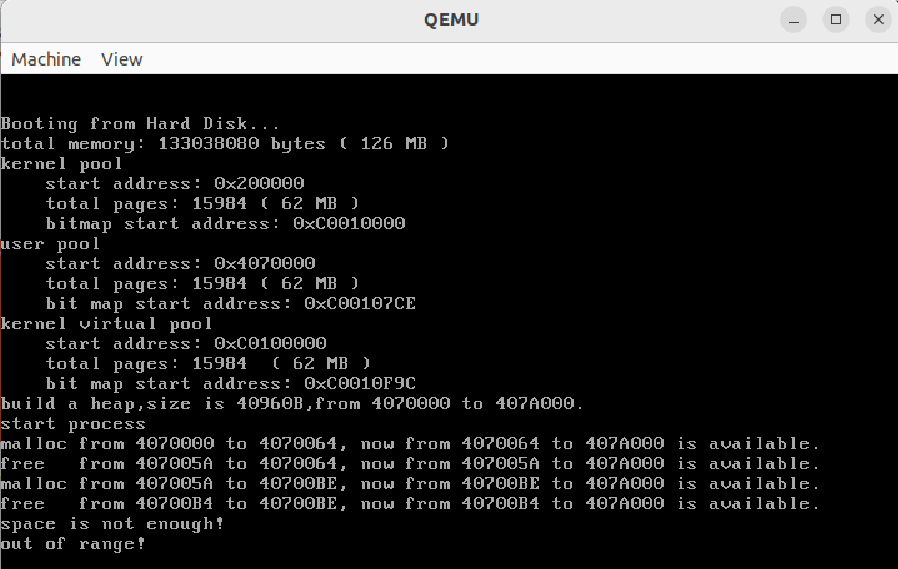 QEMU
Machine View
Booting from Hard Disk...
total memory: 133038080 bytes ( 126 MB )
kernel pool
    start address: 0x200000
    total pages: 15984 ( 62 MB )
    bitmap start address: 0xC0010000
user pool
    start address: 0x4070000
    total pages: 15984 ( 62 MB )
    bit map start address: 0xC00107CE
kernel virtual pool
    start address: 0xC0100000
    total pages: 15984  ( 62 MB )
    bit map start address: 0xC0010F9C
build a heap,size is 40960B,from 4070000 to 407A000.
start process
malloc from 4070000 to 4070064, now from 4070064 to 407A000 is available.
free   from 407005A to 4070064, now from 407005A to 407A000 is available.
malloc from 407005A to 40700BE, now from 40700BE to 407A000 is available.
free   from 40700B4 to 40700BE, now from 40700B4 to 407A000 is available.
space is not enough!
out of range!